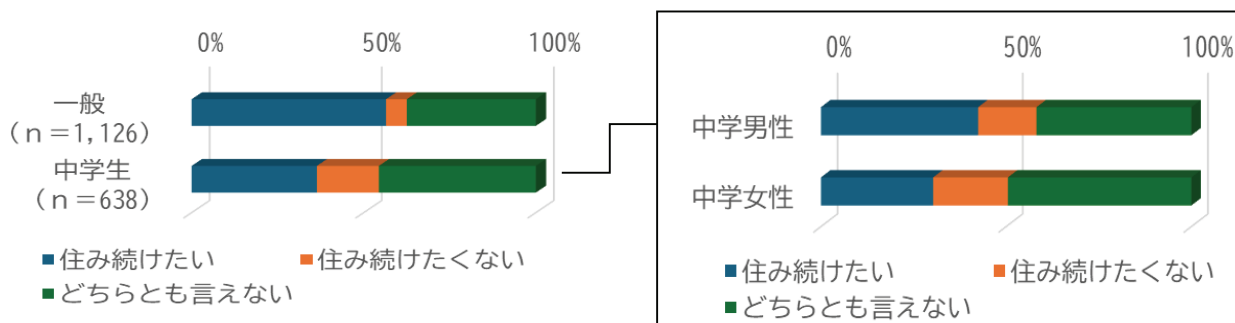 0% 50% 100%
一般
(n=1,126)
中学生
(n=638)
■住み続けたい ■住み続けたくない
■どちらとも言えない
0% 50% 100%
中学男性
中学女性
■住み続けたい ■住み続けたくない
■どちらとも言えない